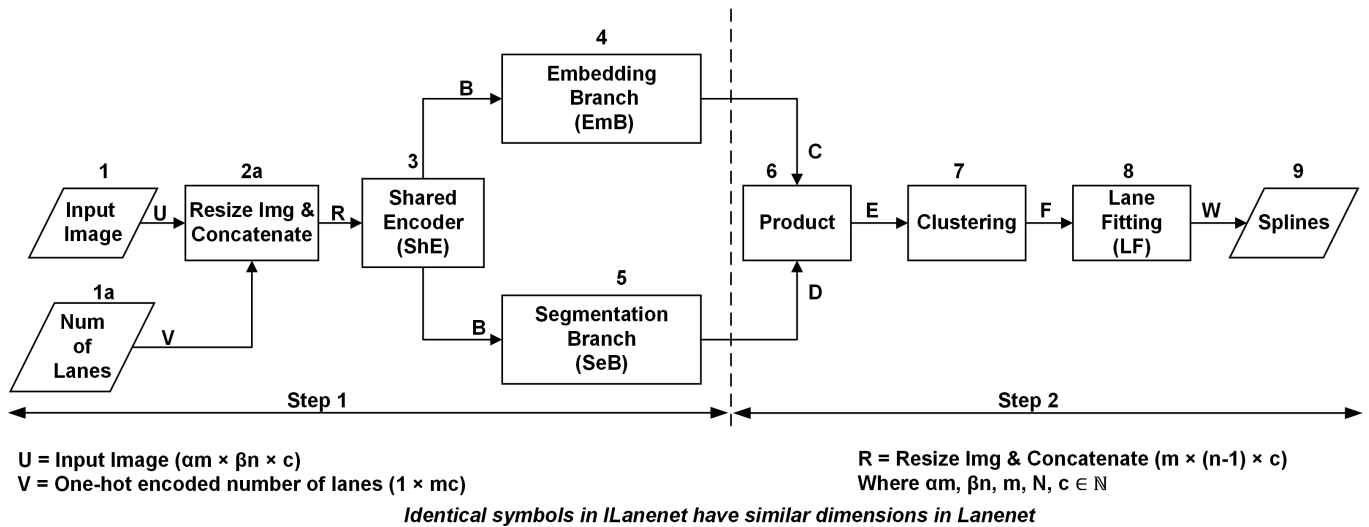 1
Input
Image
U
1a
Num
of
Lanes
V
2a
Resize Img &
Concatenate
R
3
Shared
Encoder
(ShE)
B
4
Embedding
Branch
(EmB)
B
5
Segmentation
Branch
(SeB)
C
D
6
Product
E
7
Clustering
F
8
Lane
Fitting
(LF)
W
9
Splines
Step 1
Step 2
U = Input Image (αm × βn × c)
V = One-hot encoded number of lanes (1 × mc)
R = Resize Img & Concatenate (m × (n-1) × c)
Where αm, βn, m, N, c ∈ ℕ
Identical symbols in ILanenet have similar dimensions in Lanenet